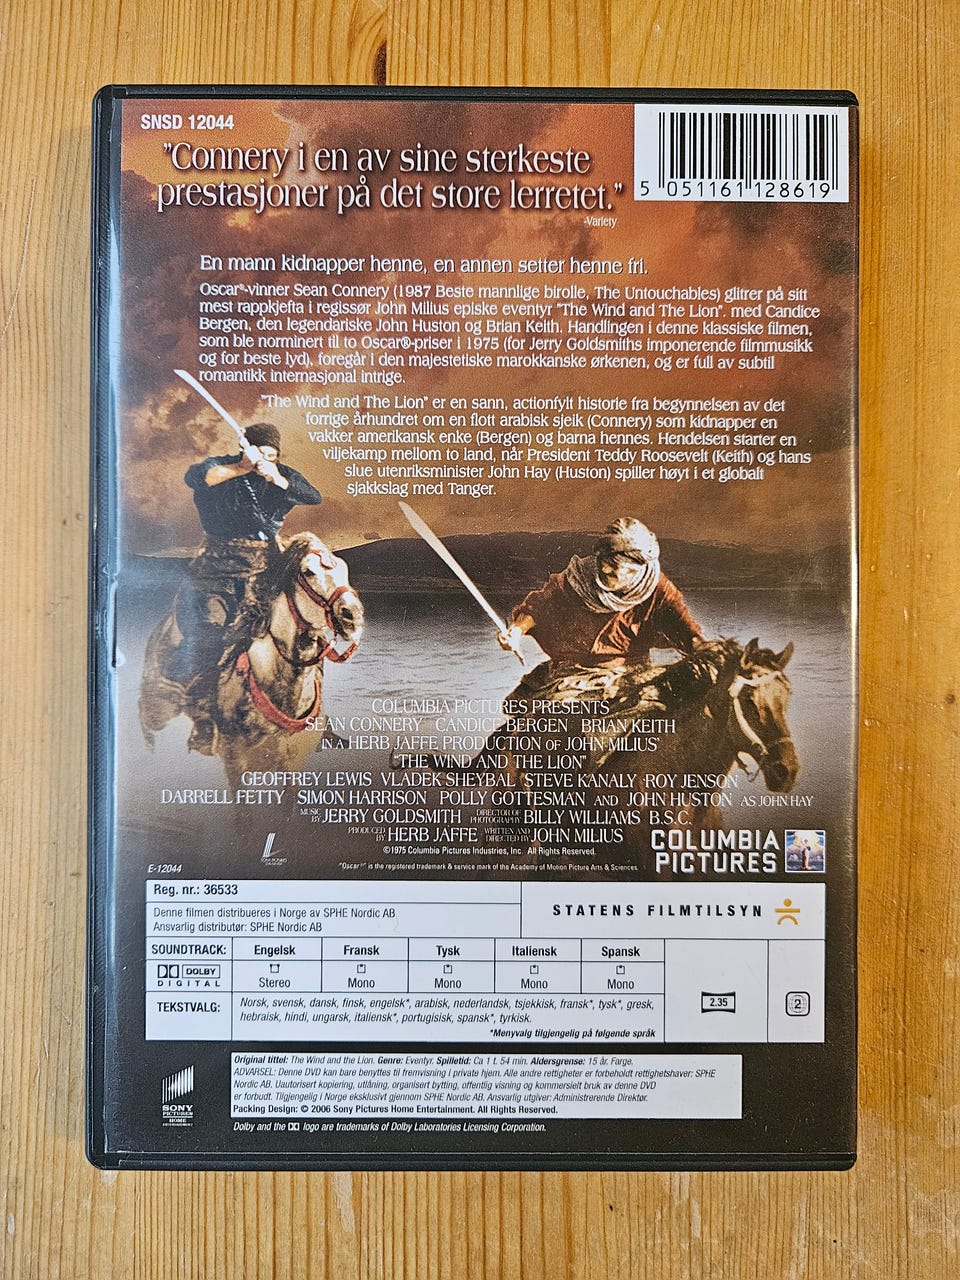 SNSD 12044
"Connery i en av sine sterkeste
prestasjoner på det store lerretet."
-Variety
5 051161 128619
En mann kidnapper henne, en annen setter henne fri.
Oscar®-vinner Sean Connery (1987 Beste mannlige birolle, The Untouchables) glitrer på sitt
mest rappkjefta i regissør John Milius episke eventyr "The Wind and The Lion". med Candice
Bergen, den legendariske John Huston og Brian Keith. Handlingen i denne klassiske filmen,
som ble norminert til to Oscar®-priser i 1975 (for Jerry Goldsmiths imponerende filmmusikk
og for beste lyd), foregår i den majestetiske marokkanske ørkenen, og er full av subtil
romantikk internasjonal intrige.
"The Wind and The Lion" er en sann, actionfylt historie fra begynnelsen av det
forrige århundret om en flott arabisk sjeik (Connery) som kidnapper en
vakker amerikansk enke (Bergen) og barna hennes. Hendelsen starter en
viljekamp mellom to land, når President Teddy Roosevelt (Keith) og hans
slue utenriksminister John Hay (Huston) spiller høyt i et globalt
sjakkslag med Tanger.
COLUMBIA PICTURES PRESENTS
SEAN CONNERY CANDICE BERGEN BRIAN KEITH
IN A HERB JAFFE PRODUCTION OF JOHN MILIUS'
"THE WIND AND THE LION"
GEOFFREY LEWIS VLADEK SHEYBAL STEVE KANALY ROY JENSON
DARRELL FETTY SIMON HARRISON POLLY GOTTESMAN AND JOHN HUSTON AS JOHN HAY
MUSIC BY JERRY GOLDSMITH DIRECTOR OF PHOTOGRAPHY BILLY WILLIAMS B.S.C.
PRODUCED BY HERB JAFFE WRITTEN AND DIRECTED BY JOHN MILIUS
©1975 Columbia Pictures Industries, Inc. All Rights Reserved.
"Oscar®" is the registered trademark & service mark of the Academy of Motion Picture Arts & Sciences.
COLUMBIA
PICTURES
E-12044
Reg. nr.: 36533
Denne filmen distribueres i Norge av SPHE Nordic AB
Ansvarlig distributør: SPHE Nordic AB
STATENS FILMTILSYN
SOUNDTRACK: Engelsk Fransk Tysk Italiensk Spansk
DOLBY DIGITAL Stereo Mono Mono Mono Mono
TEKSTVALG: Norsk, svensk, dansk, finsk, engelsk*, arabisk, nederlandsk, tsjekkisk, fransk*, tysk*, gresk,
hebraisk, hindi, ungarsk, italiensk*, portugisisk, spansk*, tyrkisk.
*Menyvalg tilgjengelig på følgende språk
2.35
2
Original tittel: The Wind and the Lion. Genre: Eventyr. Spilletid: Ca 1 t. 54 min. Aldersgrense: 15 år. Farge.
ADVARSEL: Denne DVD kan bare benyttes til fremvisning i private hjem. Alle andre rettigheter er forbeholdt rettighetshaver: SPHE
Nordic AB. Uautorisert kopiering, utlåning, organisert bytting, offentlig visning og kommersielt bruk av denne DVD
er forbudt. Tilgjengelig i Norge eksklusivt gjennom SPHE Nordic AB. Ansvarlig utgiver: Administrerende Direktør.
Packing Design: © 2006 Sony Pictures Home Entertainment. All Rights Reserved.
SONY
PICTURES
HOME
ENTERTAINMENT
Dolby and the DD logo are trademarks of Dolby Laboratories Licensing Corporation.